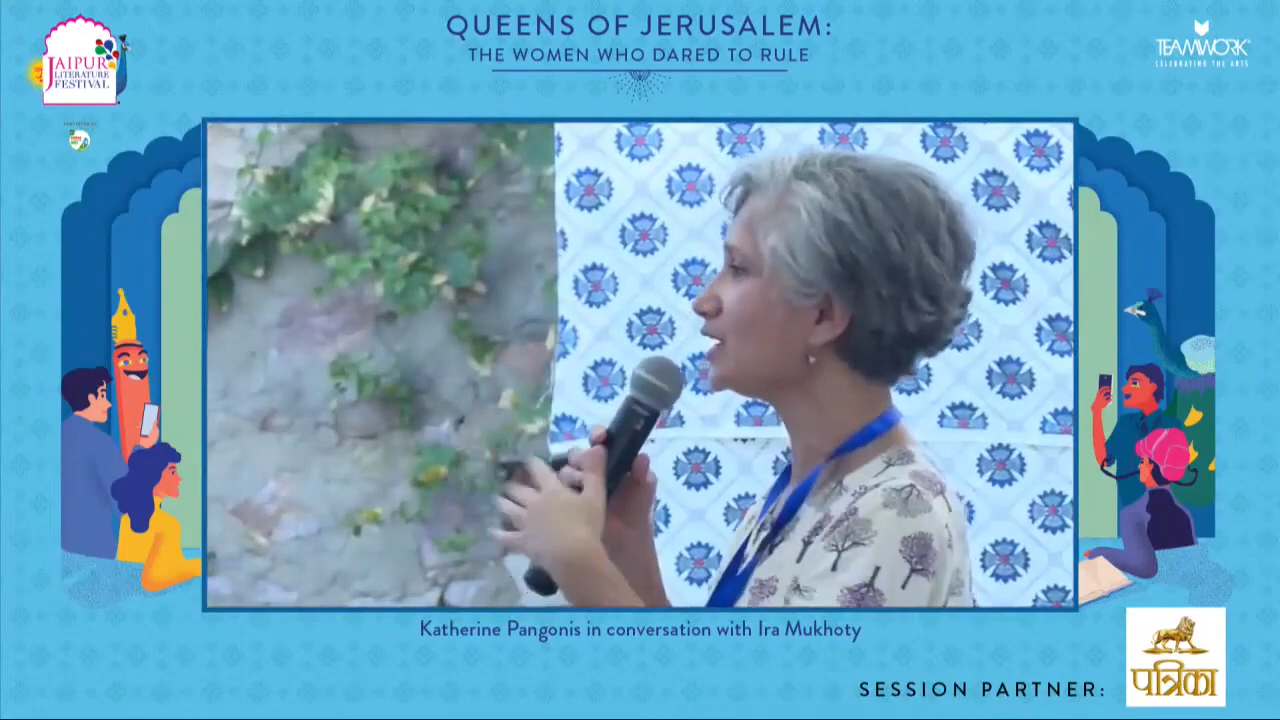 QUEENS OF JERUSALEM:
THE WOMEN WHO DARED TO RULE
JAIPUR
LITERATURE
FESTIVAL
TEAMWORK
CELEBRATING THE ARTS
Katherine Pangonis in conversation with Ira Mukhoty
SESSION PARTNER:
पत्रिका